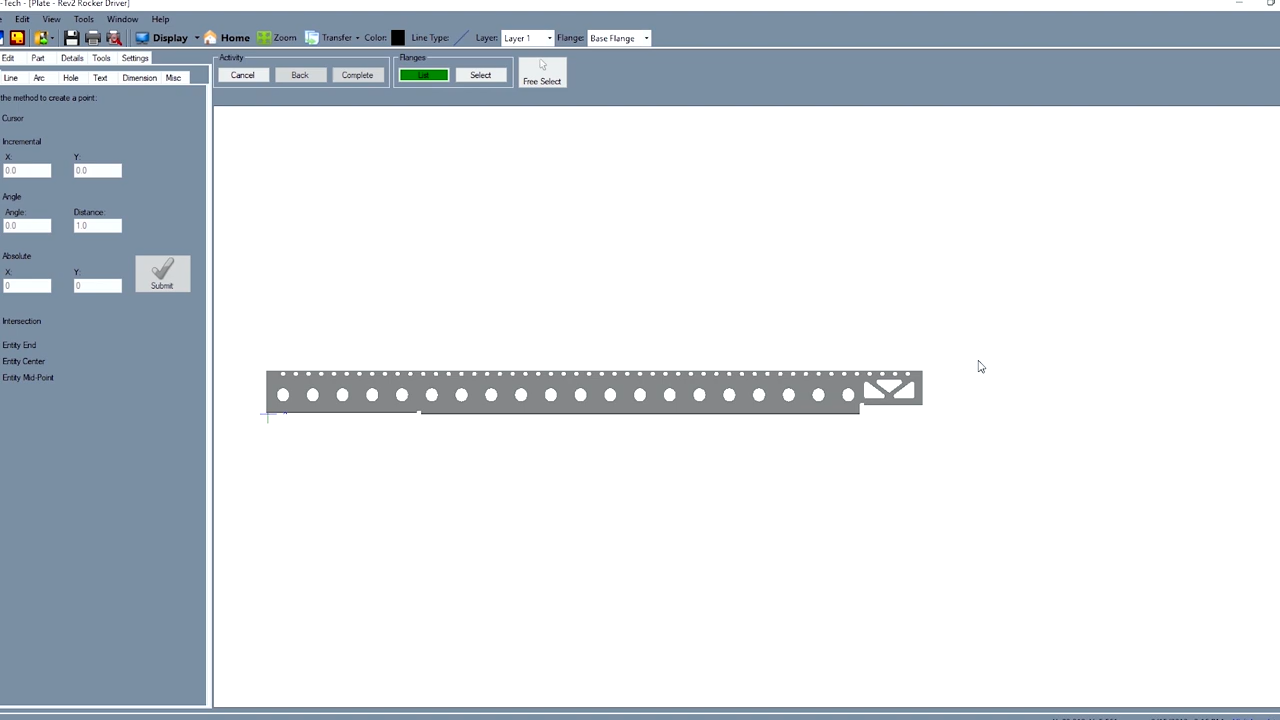 -Tech - [Plate - Rev2 Rocker Driver]
Edit View Tools Window Help
Display Home Zoom Transfer Color: Line Type: Layer: Layer 1 Flange: Base Flange
Edit Part Details Tools Settings
Line Arc Hole Text Dimension Misc
Activity
Cancel Back Complete
Flanges
List Select
Free Select
the method to create a point:
Cursor
Incremental
X: Y:
0.0 0.0
Angle
Angle: Distance:
0.0 1.0
Absolute
X: Y:
0 0
Submit
Intersection
Entity End
Entity Center
Entity Mid-Point